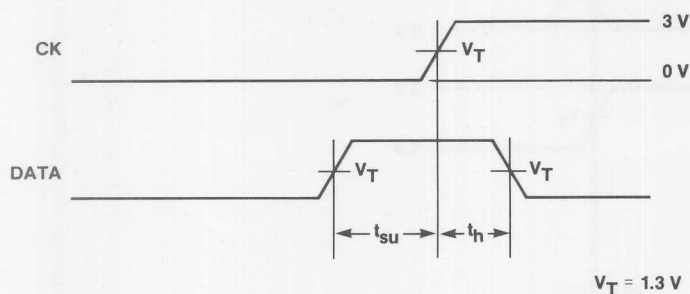 3 V
CK
V_T
0 V
DATA
V_T
V_T
t_su
t_h
V_T = 1.3 V